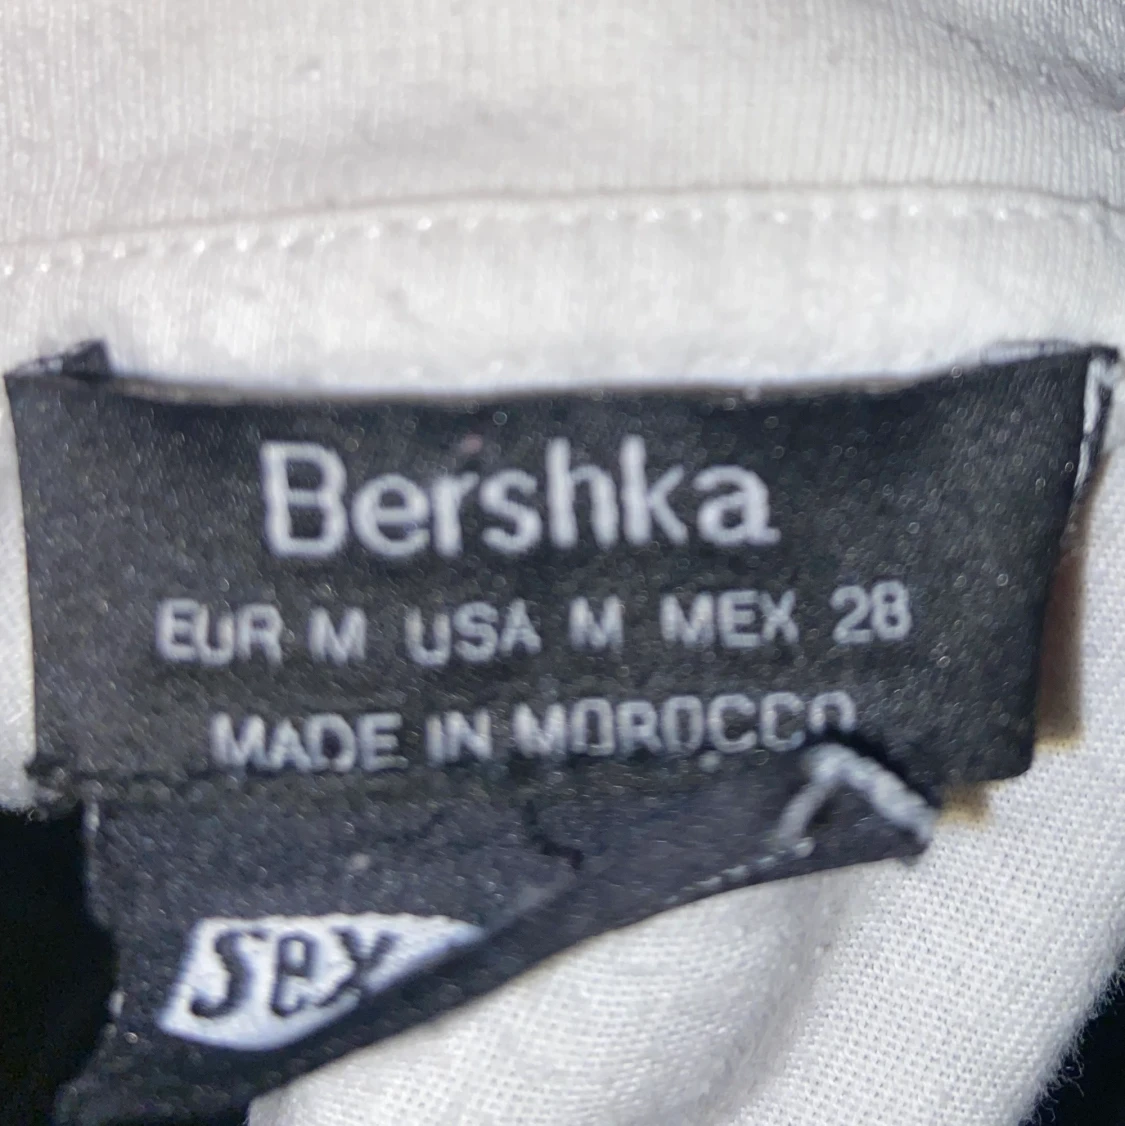 Bershka
EUR M USA M MEX 28
MADE IN MOROCCO